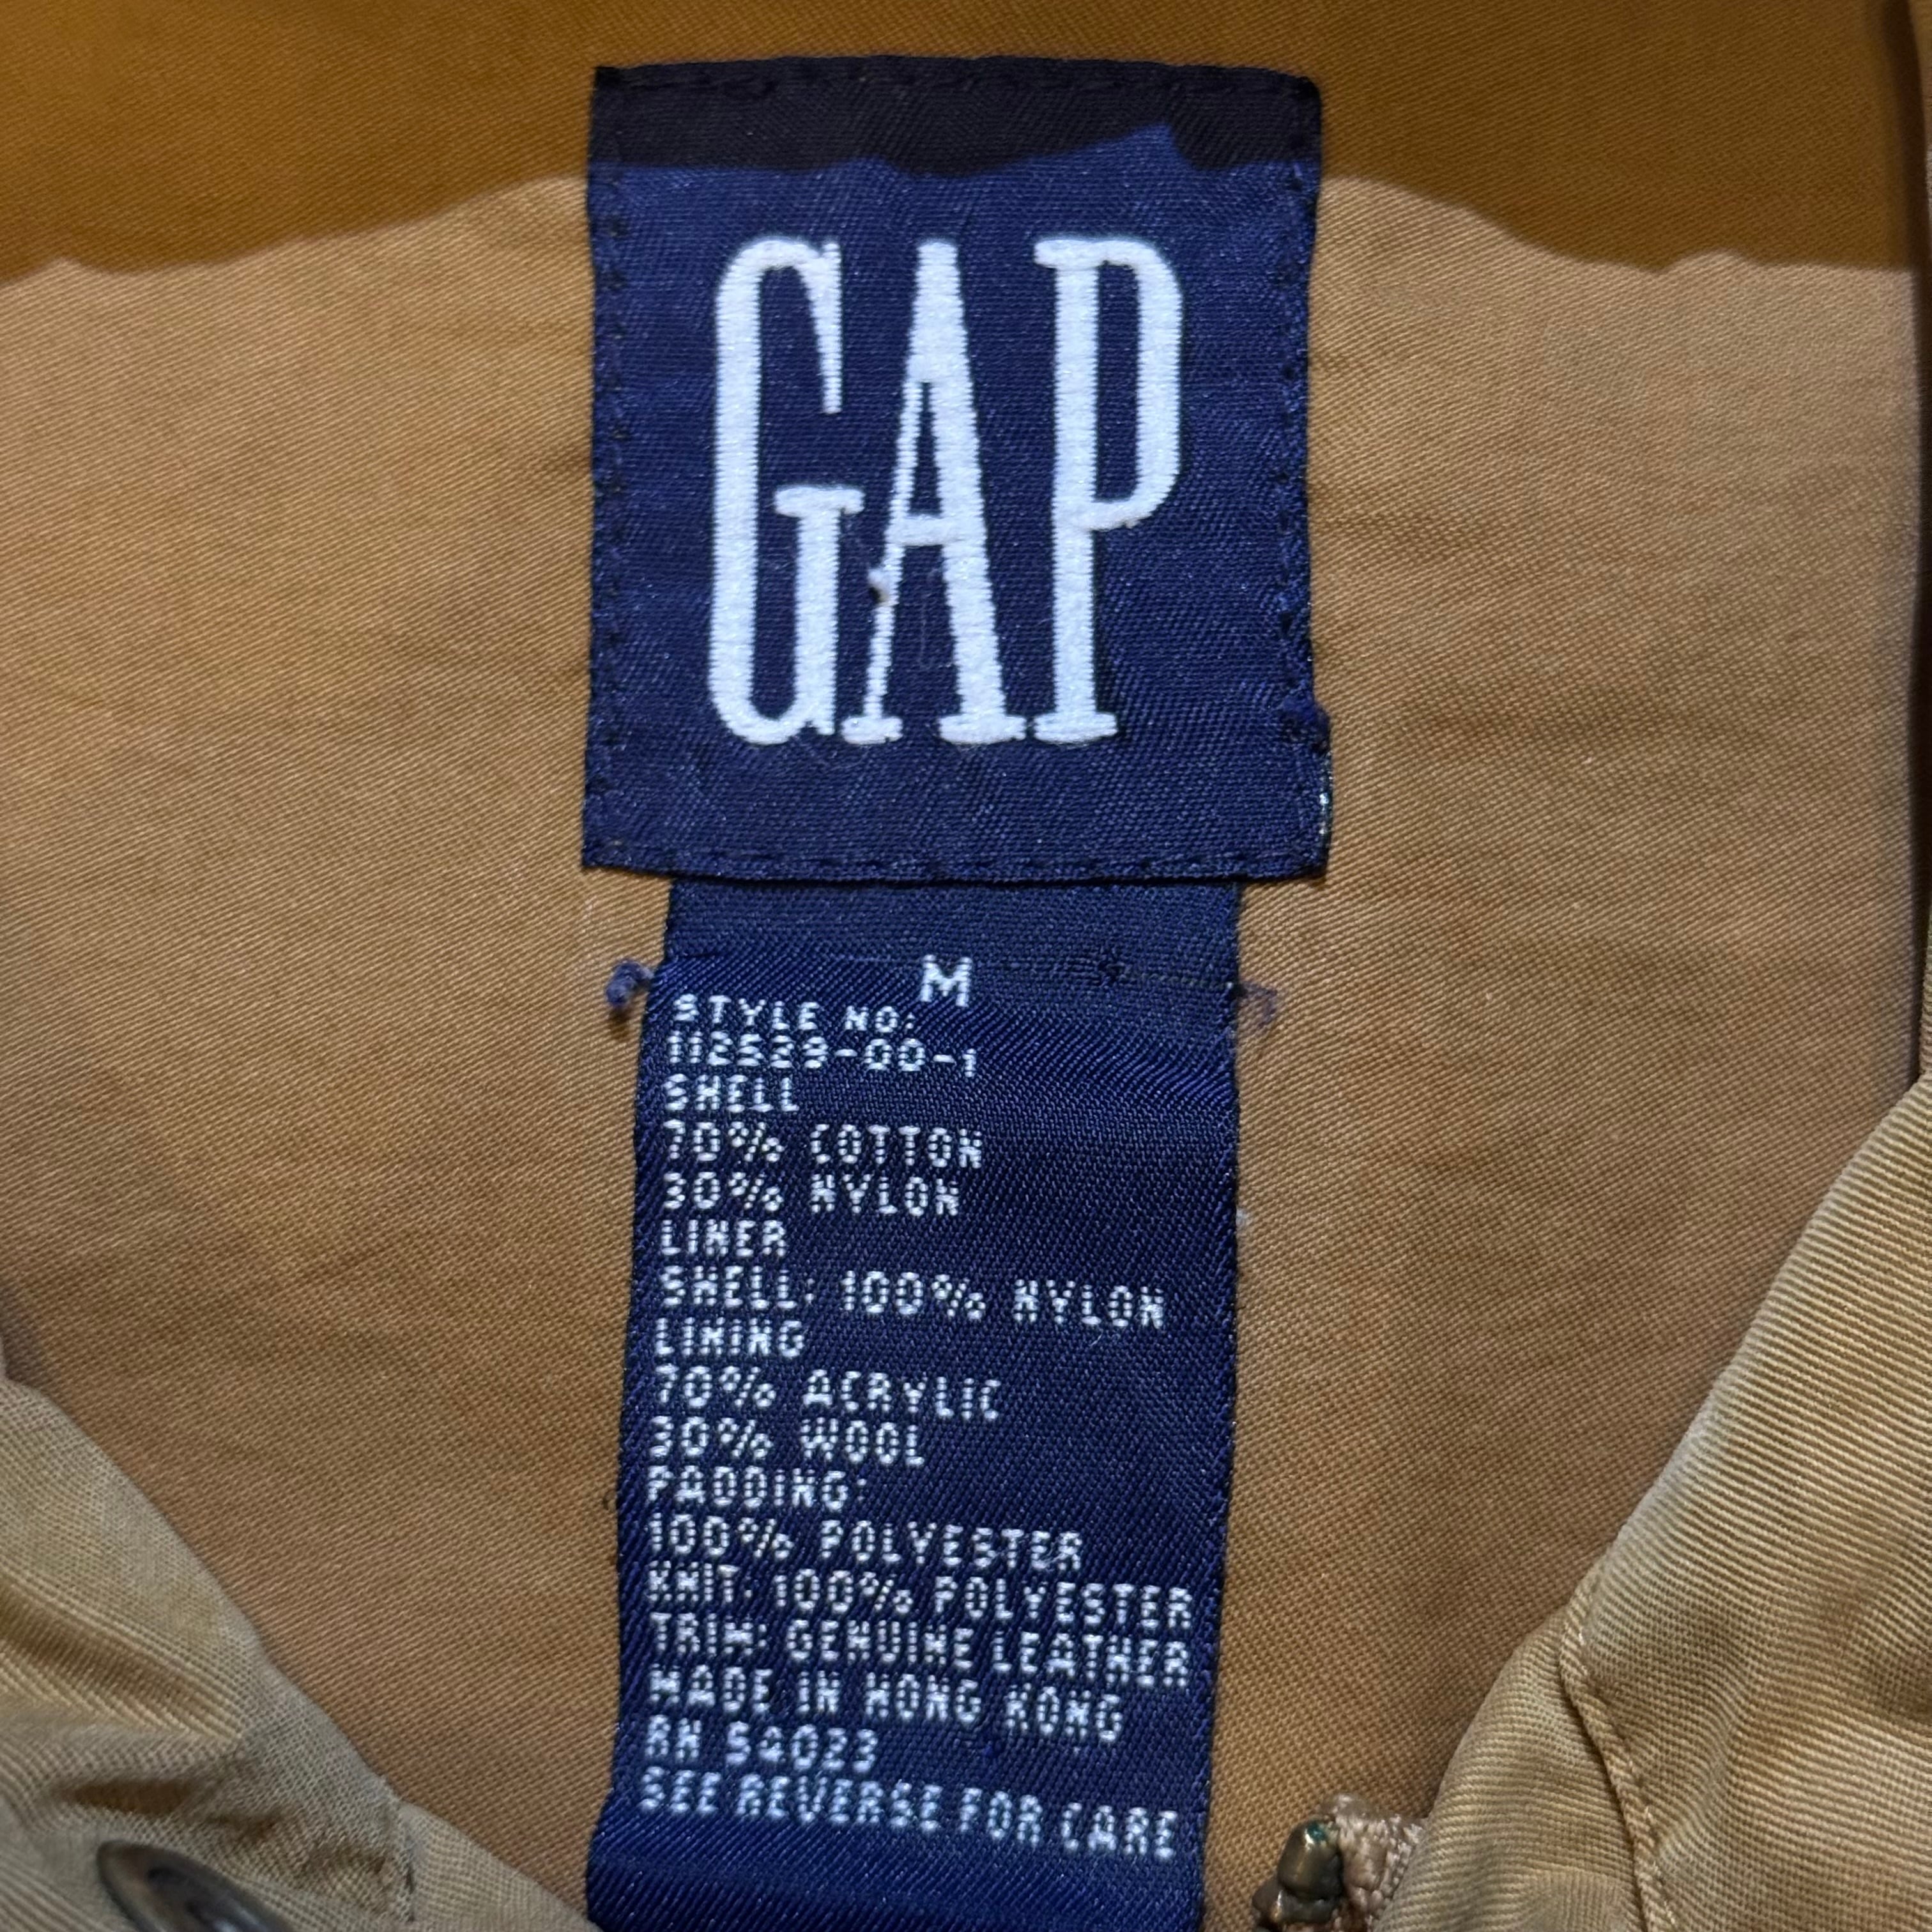 GAP
M
STYLE NO:
112529-00-1
SHELL
70% COTTON
30% NYLON
LINER
SHELL: 100% NYLON
LINING
70% ACRYLIC
30% WOOL
PADDING:
100% POLYESTER
KNIT: 100% POLYESTER
TRIM: GENUINE LEATHER
MADE IN HONG KONG
RN 54023
SEE REVERSE FOR CARE